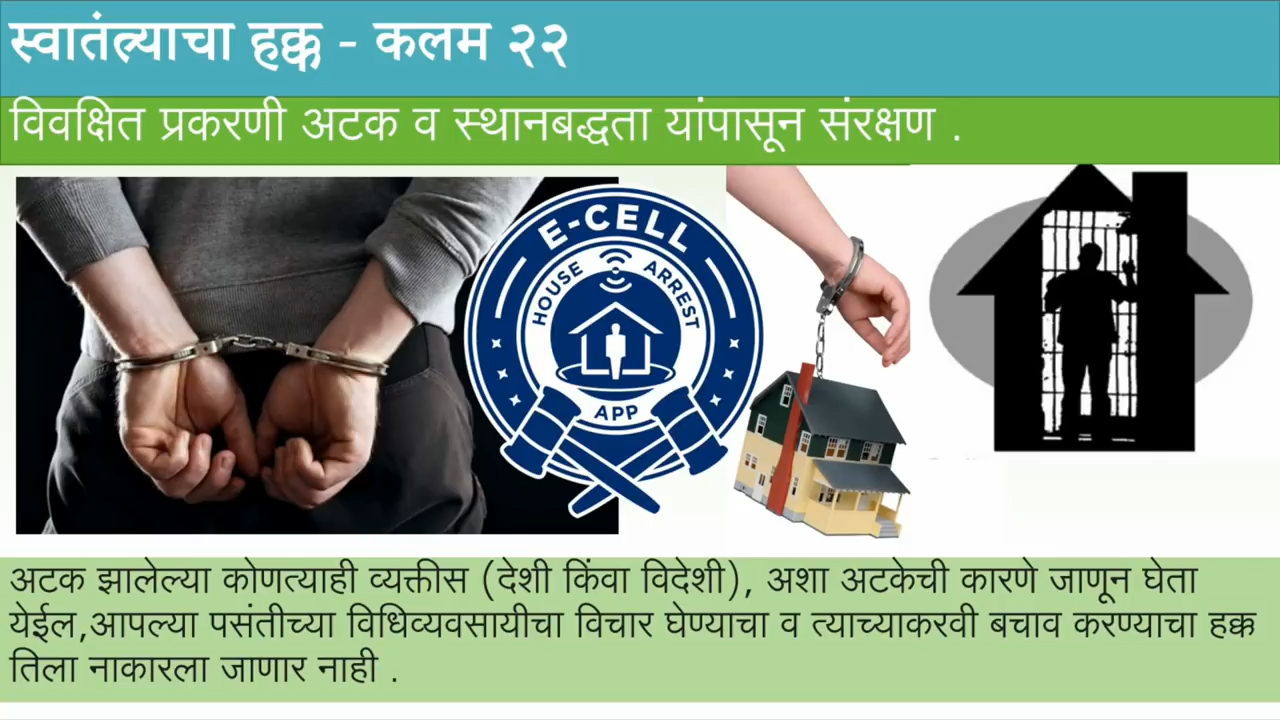 स्वातंत्र्याचा हक्क - कलम २२
विवक्षित प्रकरणी अटक व स्थानबद्धता यांपासून संरक्षण .
E-CELL
HOUSE ARREST
APP
अटक झालेल्या कोणत्याही व्यक्तीस (देशी किंवा विदेशी), अशा अटकेची कारणे जाणून घेता
येईल,आपल्या पसंतीच्या विधिव्यवसायीचा विचार घेण्याचा व त्याच्याकरवी बचाव करण्याचा हक्क
तिला नाकारला जाणार नाही .